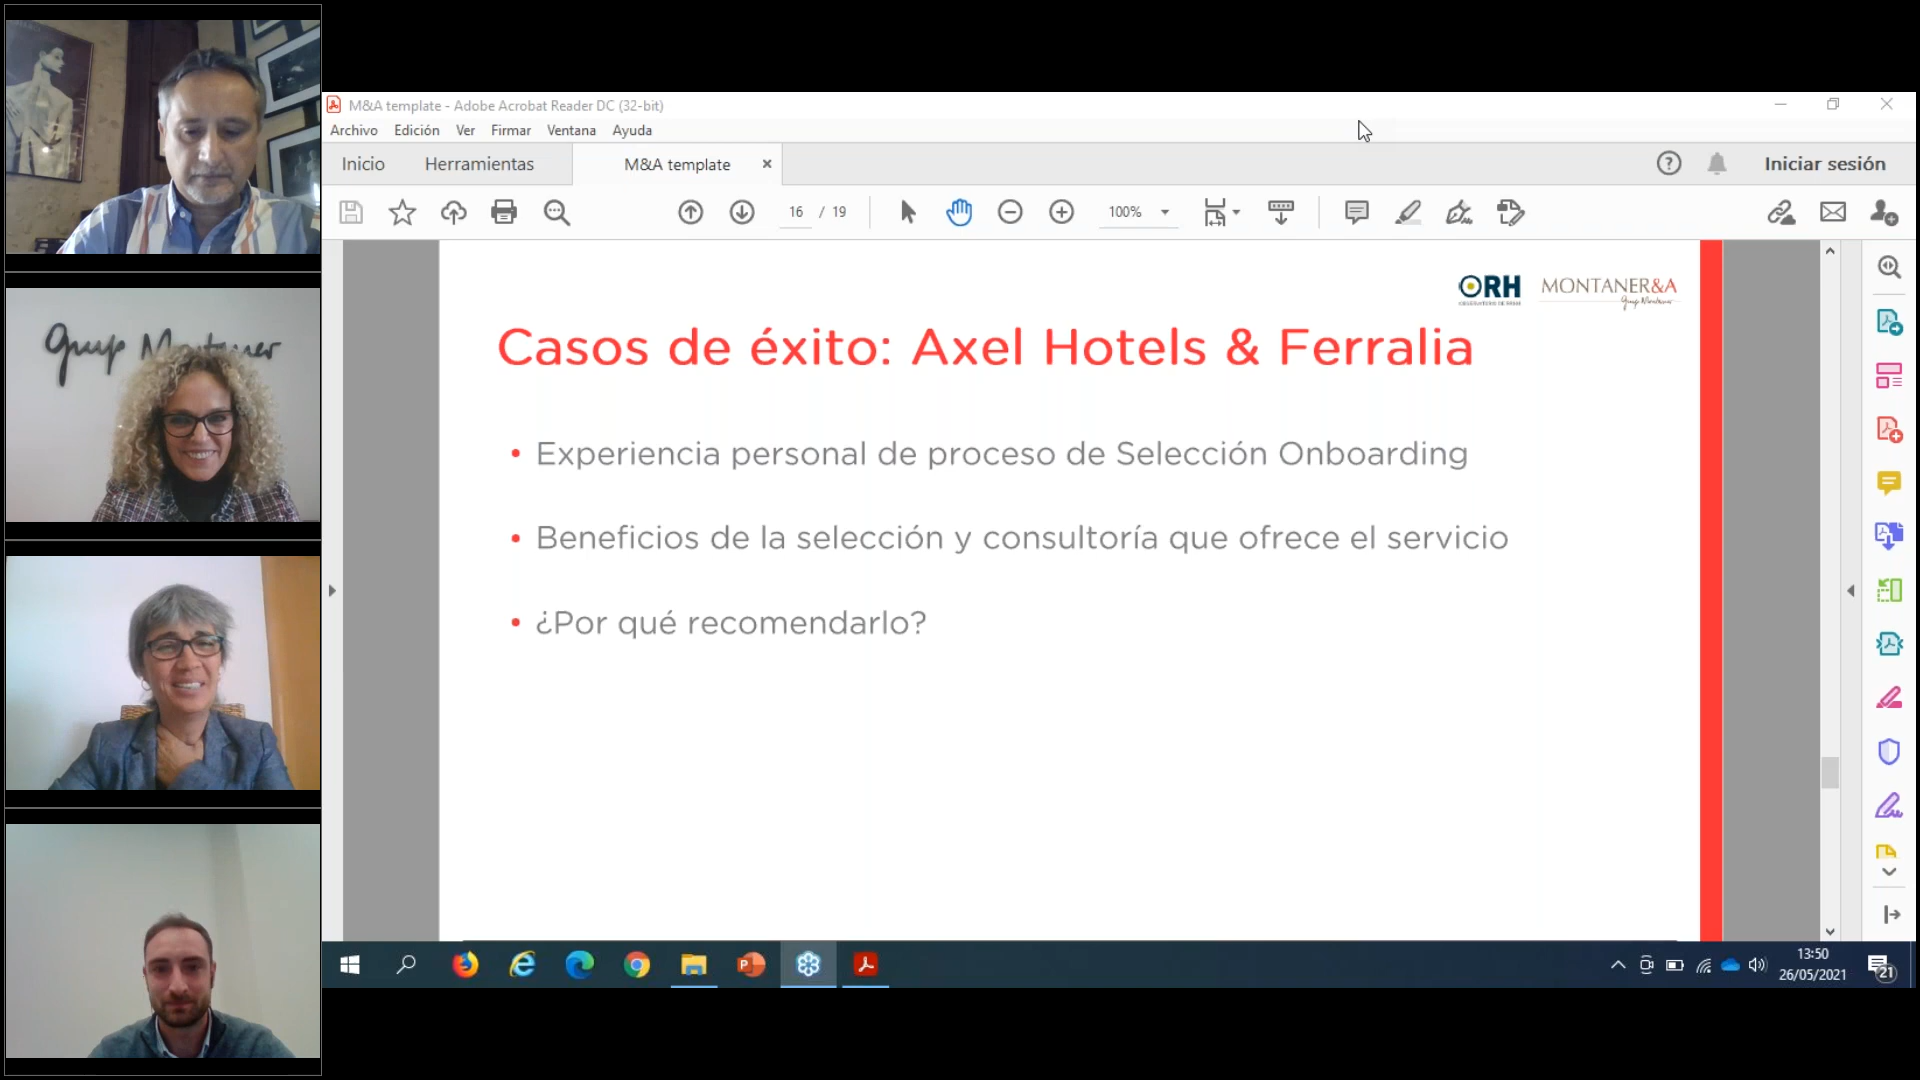 Grup Montaner
M&A template - Adobe Acrobat Reader DC (32-bit)
Archivo Edición Ver Firmar Ventana Ayuda
Inicio Herramientas M&A template Iniciar sesión
16 / 19 100%
ORH MONTANER&A
Grup Montaner
Casos de éxito: Axel Hotels & Ferralia
• Experiencia personal de proceso de Selección Onboarding
• Beneficios de la selección y consultoría que ofrece el servicio
• ¿Por qué recomendarlo?
13:50
26/05/2021
21